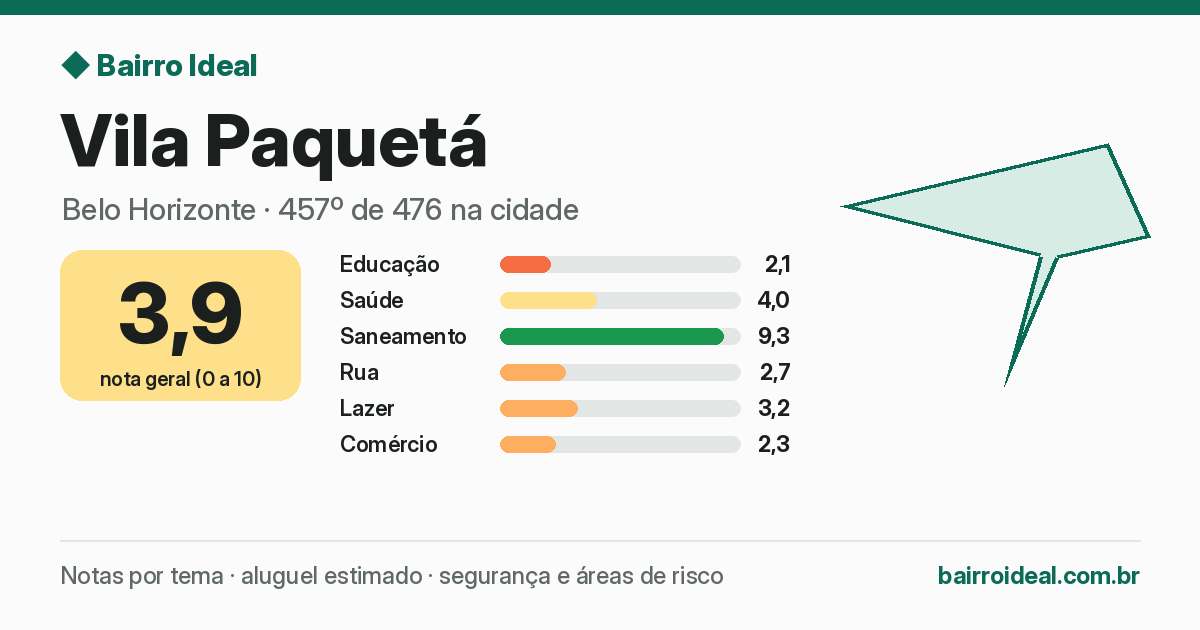 Bairro Ideal
Vila Paquetá
Belo Horizonte · 457º de 476 na cidade
3,9
nota geral (0 a 10)
Educação 2,1
Saúde 4,0
Saneamento 9,3
Rua 2,7
Lazer 3,2
Comércio 2,3
Notas por tema · aluguel estimado · segurança e áreas de risco
bairroideal.com.br